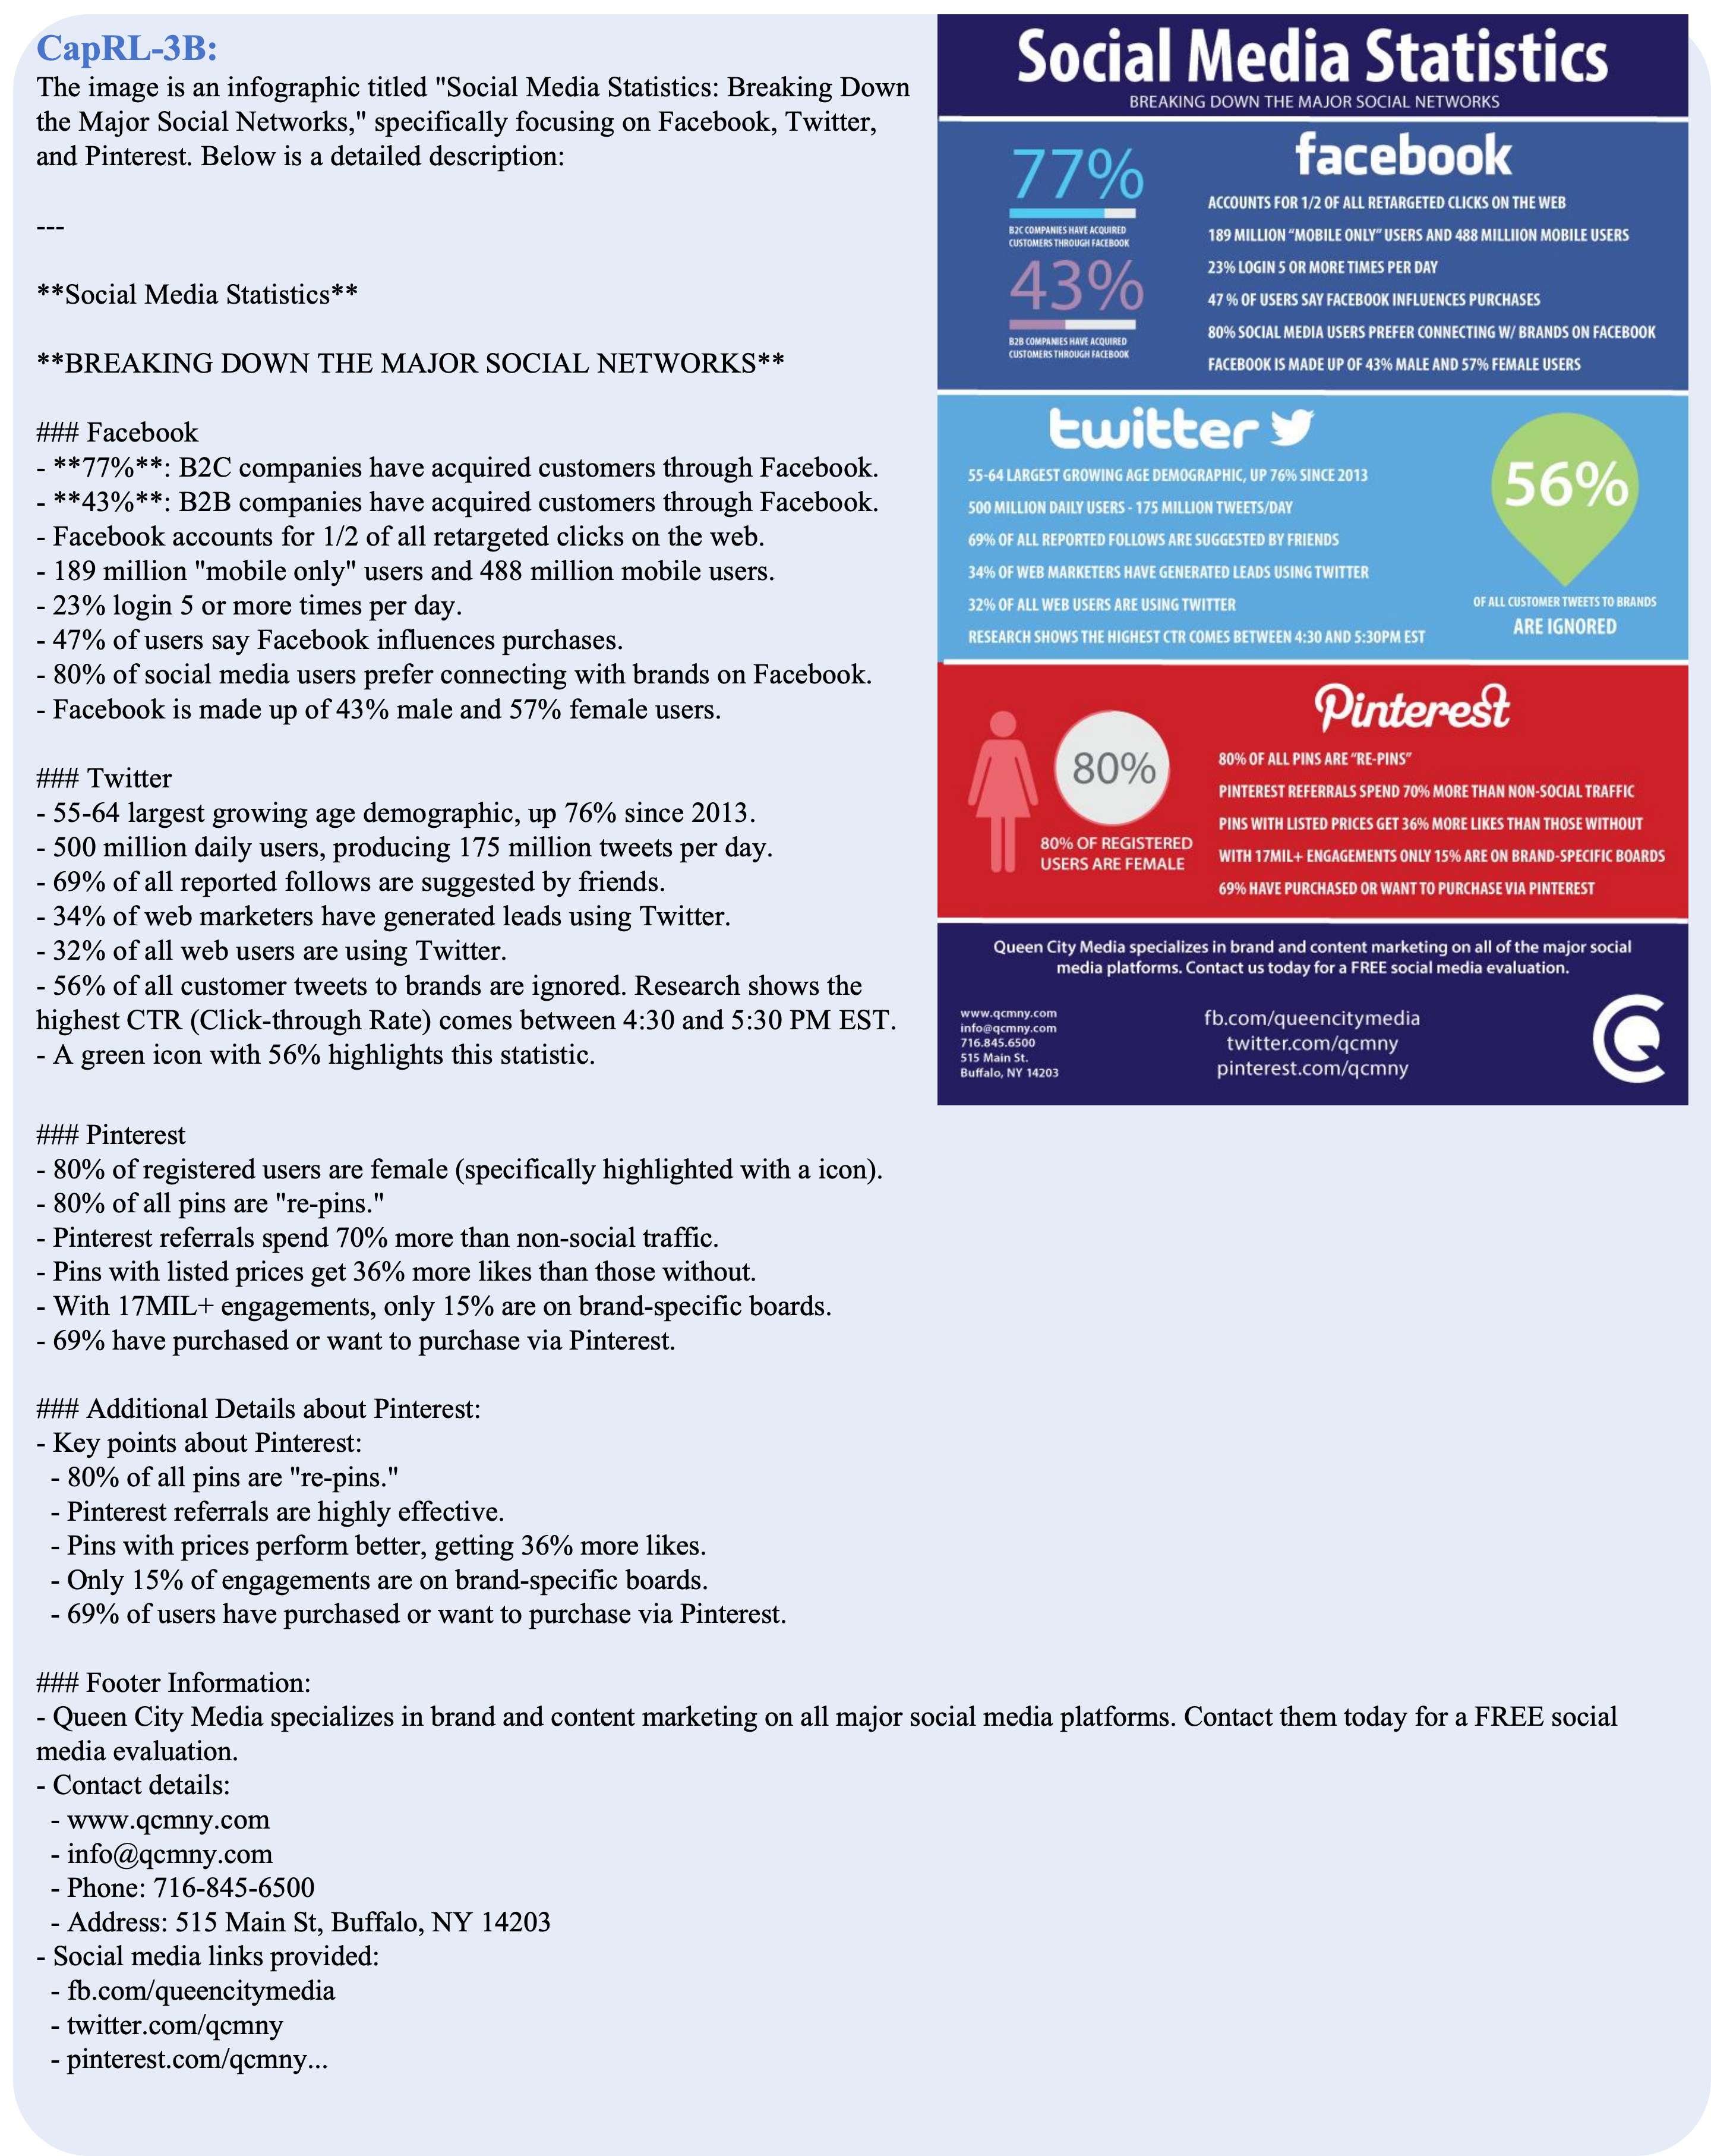 CapRL-3B:
The image is an infographic titled "Social Media Statistics: Breaking Down
the Major Social Networks," specifically focusing on Facebook, Twitter,
and Pinterest. Below is a detailed description:
---
**Social Media Statistics**
**BREAKING DOWN THE MAJOR SOCIAL NETWORKS**
### Facebook
- **77%**: B2C companies have acquired customers through Facebook.
- **43%**: B2B companies have acquired customers through Facebook.
- Facebook accounts for 1/2 of all retargeted clicks on the web.
- 189 million "mobile only" users and 488 million mobile users.
- 23% login 5 or more times per day.
- 47% of users say Facebook influences purchases.
- 80% of social media users prefer connecting with brands on Facebook.
- Facebook is made up of 43% male and 57% female users.
### Twitter
- 55-64 largest growing age demographic, up 76% since 2013.
- 500 million daily users, producing 175 million tweets per day.
- 69% of all reported follows are suggested by friends.
- 34% of web marketers have generated leads using Twitter.
- 32% of all web users are using Twitter.
- 56% of all customer tweets to brands are ignored. Research shows the
highest CTR (Click-through Rate) comes between 4:30 and 5:30 PM EST.
- A green icon with 56% highlights this statistic.
### Pinterest
- 80% of registered users are female (specifically highlighted with a icon).
- 80% of all pins are "re-pins."
- Pinterest referrals spend 70% more than non-social traffic.
- Pins with listed prices get 36% more likes than those without.
- With 17MIL+ engagements, only 15% are on brand-specific boards.
- 69% have purchased or want to purchase via Pinterest.
### Additional Details about Pinterest:
- Key points about Pinterest:
- 80% of all pins are "re-pins."
- Pinterest referrals are highly effective.
- Pins with prices perform better, getting 36% more likes.
- Only 15% of engagements are on brand-specific boards.
- 69% of users have purchased or want to purchase via Pinterest.
### Footer Information:
- Queen City Media specializes in brand and content marketing on all major social media platforms. Contact them today for a FREE social
media evaluation.
- Contact details:
- www.qcmny.com
- info@qcmny.com
- Phone: 716-845-6500
- Address: 515 Main St, Buffalo, NY 14203
- Social media links provided:
- fb.com/queencitymedia
- twitter.com/qcmny
- pinterest.com/qcmny...
Social Media Statistics
BREAKING DOWN THE MAJOR SOCIAL NETWORKS
77%
B2C COMPANIES HAVE ACQUIRED
CUSTOMERS THROUGH FACEBOOK
43%
B2B COMPANIES HAVE ACQUIRED
CUSTOMERS THROUGH FACEBOOK
facebook
ACCOUNTS FOR 1/2 OF ALL RETARGETED CLICKS ON THE WEB
189 MILLION “MOBILE ONLY” USERS AND 488 MILLIION MOBILE USERS
23% LOGIN 5 OR MORE TIMES PER DAY
47 % OF USERS SAY FACEBOOK INFLUENCES PURCHASES
80% SOCIAL MEDIA USERS PREFER CONNECTING W/ BRANDS ON FACEBOOK
FACEBOOK IS MADE UP OF 43% MALE AND 57% FEMALE USERS
twitter
55-64 LARGEST GROWING AGE DEMOGRAPHIC, UP 76% SINCE 2013
500 MILLION DAILY USERS - 175 MILLION TWEETS/DAY
69% OF ALL REPORTED FOLLOWS ARE SUGGESTED BY FRIENDS
34% OF WEB MARKETERS HAVE GENERATED LEADS USING TWITTER
32% OF ALL WEB USERS ARE USING TWITTER
RESEARCH SHOWS THE HIGHEST CTR COMES BETWEEN 4:30 AND 5:30PM EST
56%
OF ALL CUSTOMER TWEETS TO BRANDS
ARE IGNORED
80%
80% OF REGISTERED
USERS ARE FEMALE
Pinterest
80% OF ALL PINS ARE “RE-PINS”
PINTEREST REFERRALS SPEND 70% MORE THAN NON-SOCIAL TRAFFIC
PINS WITH LISTED PRICES GET 36% MORE LIKES THAN THOSE WITHOUT
WITH 17MIL+ ENGAGEMENTS ONLY 15% ARE ON BRAND-SPECIFIC BOARDS
69% HAVE PURCHASED OR WANT TO PURCHASE VIA PINTEREST
Queen City Media specializes in brand and content marketing on all of the major social
media platforms. Contact us today for a FREE social media evaluation.
www.qcmny.com
info@qcmny.com
716.845.6500
515 Main St.
Buffalo, NY 14203
fb.com/queencitymedia
twitter.com/qcmny
pinterest.com/qcmny